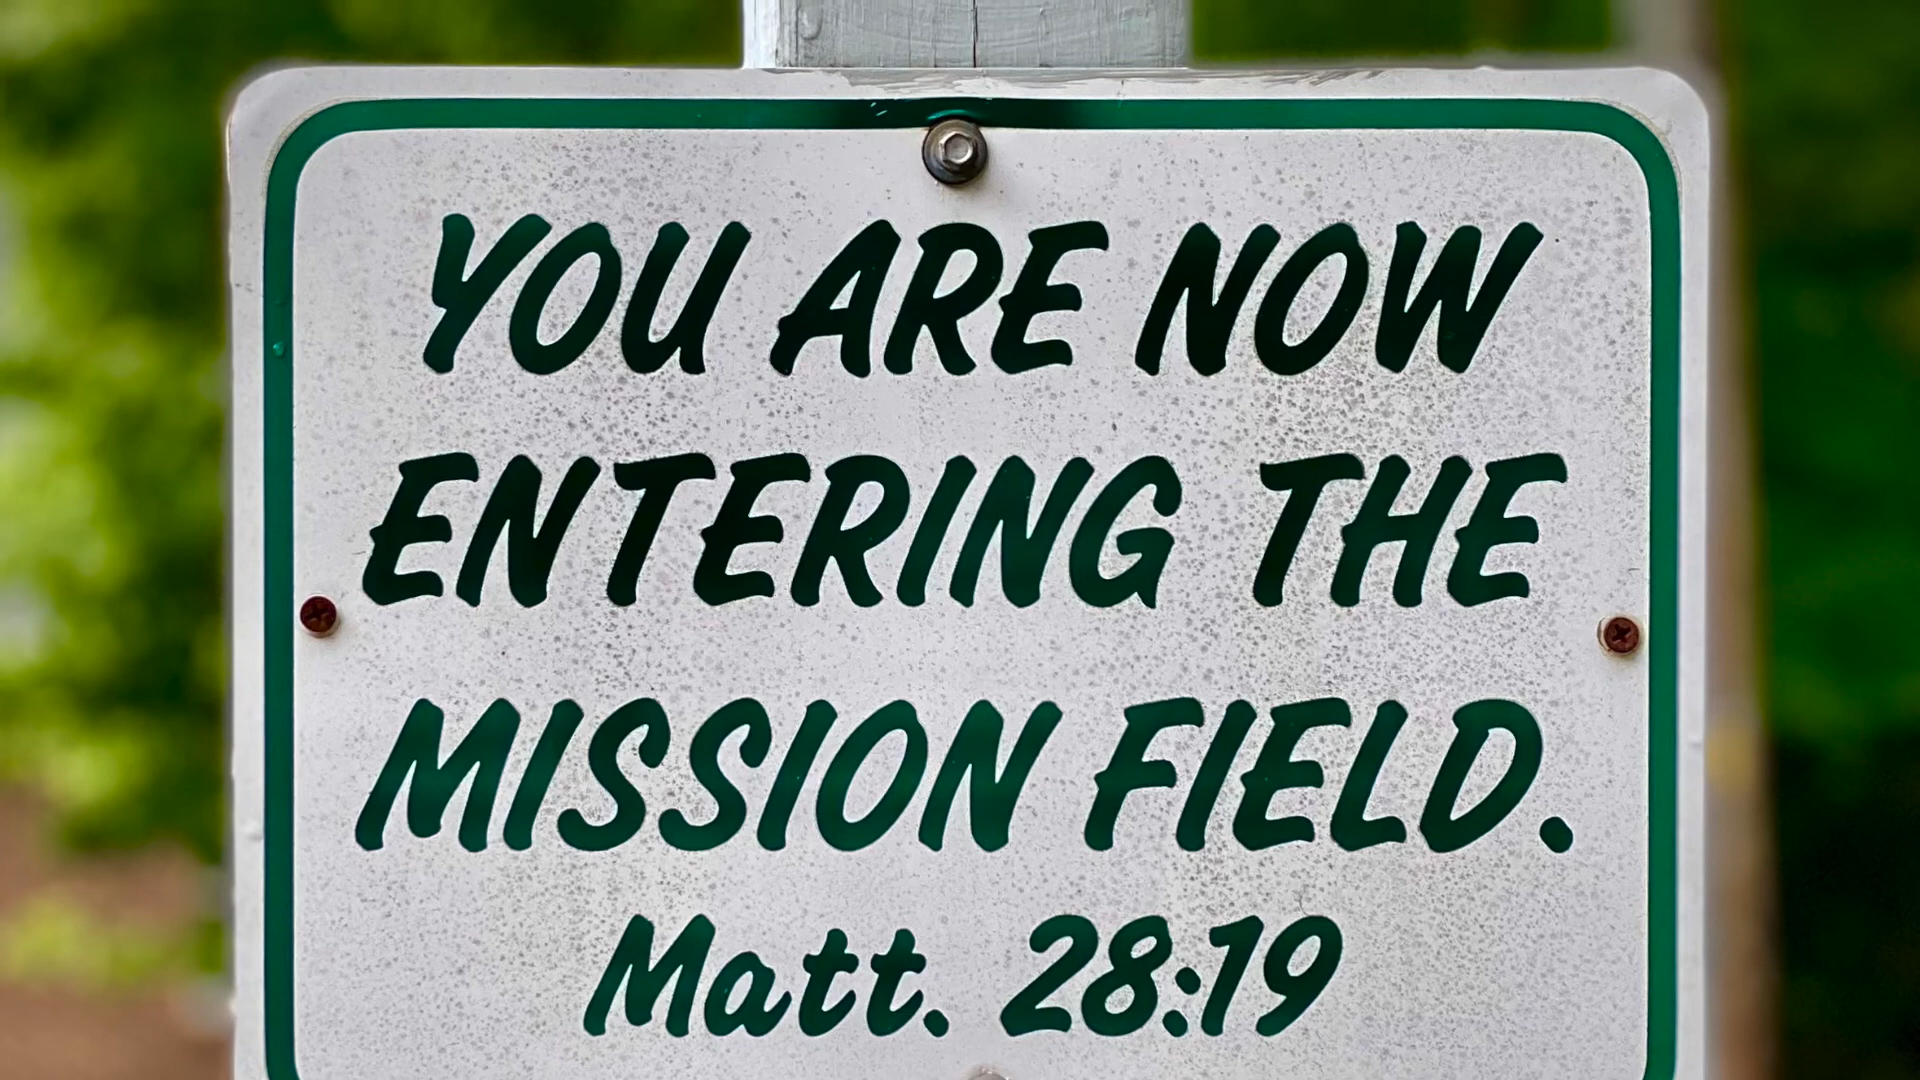 YOU ARE NOW
ENTERING THE
MISSION FIELD.
Matt. 28:19